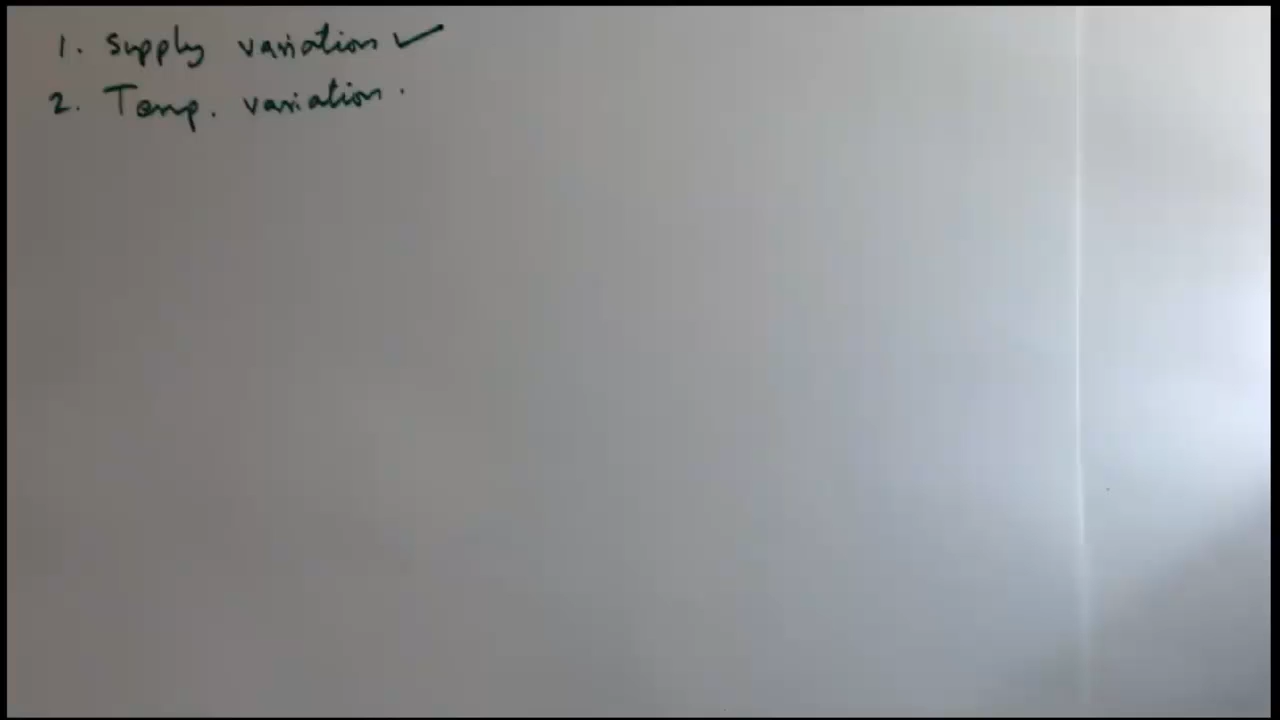 1. Supply variation ✓
2. Temp. variation.